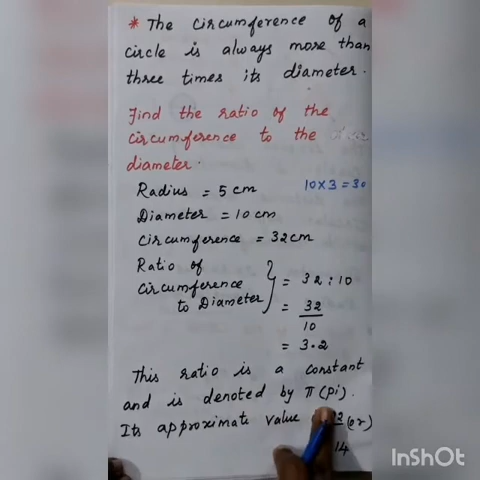 * The circumference of a
circle is always more than
three times its diameter.
Find the ratio of the
circumference to the
diameter.
Radius = 5 cm
10 x 3 = 30
Diameter = 10 cm
Circumference = 32 cm
Ratio of
Circumference
to Diameter } = 32 : 10
= 32
10
= 3.2
This ratio is a constant
and is denoted by π (pi).
Its approximate value (or)
14
InShOt